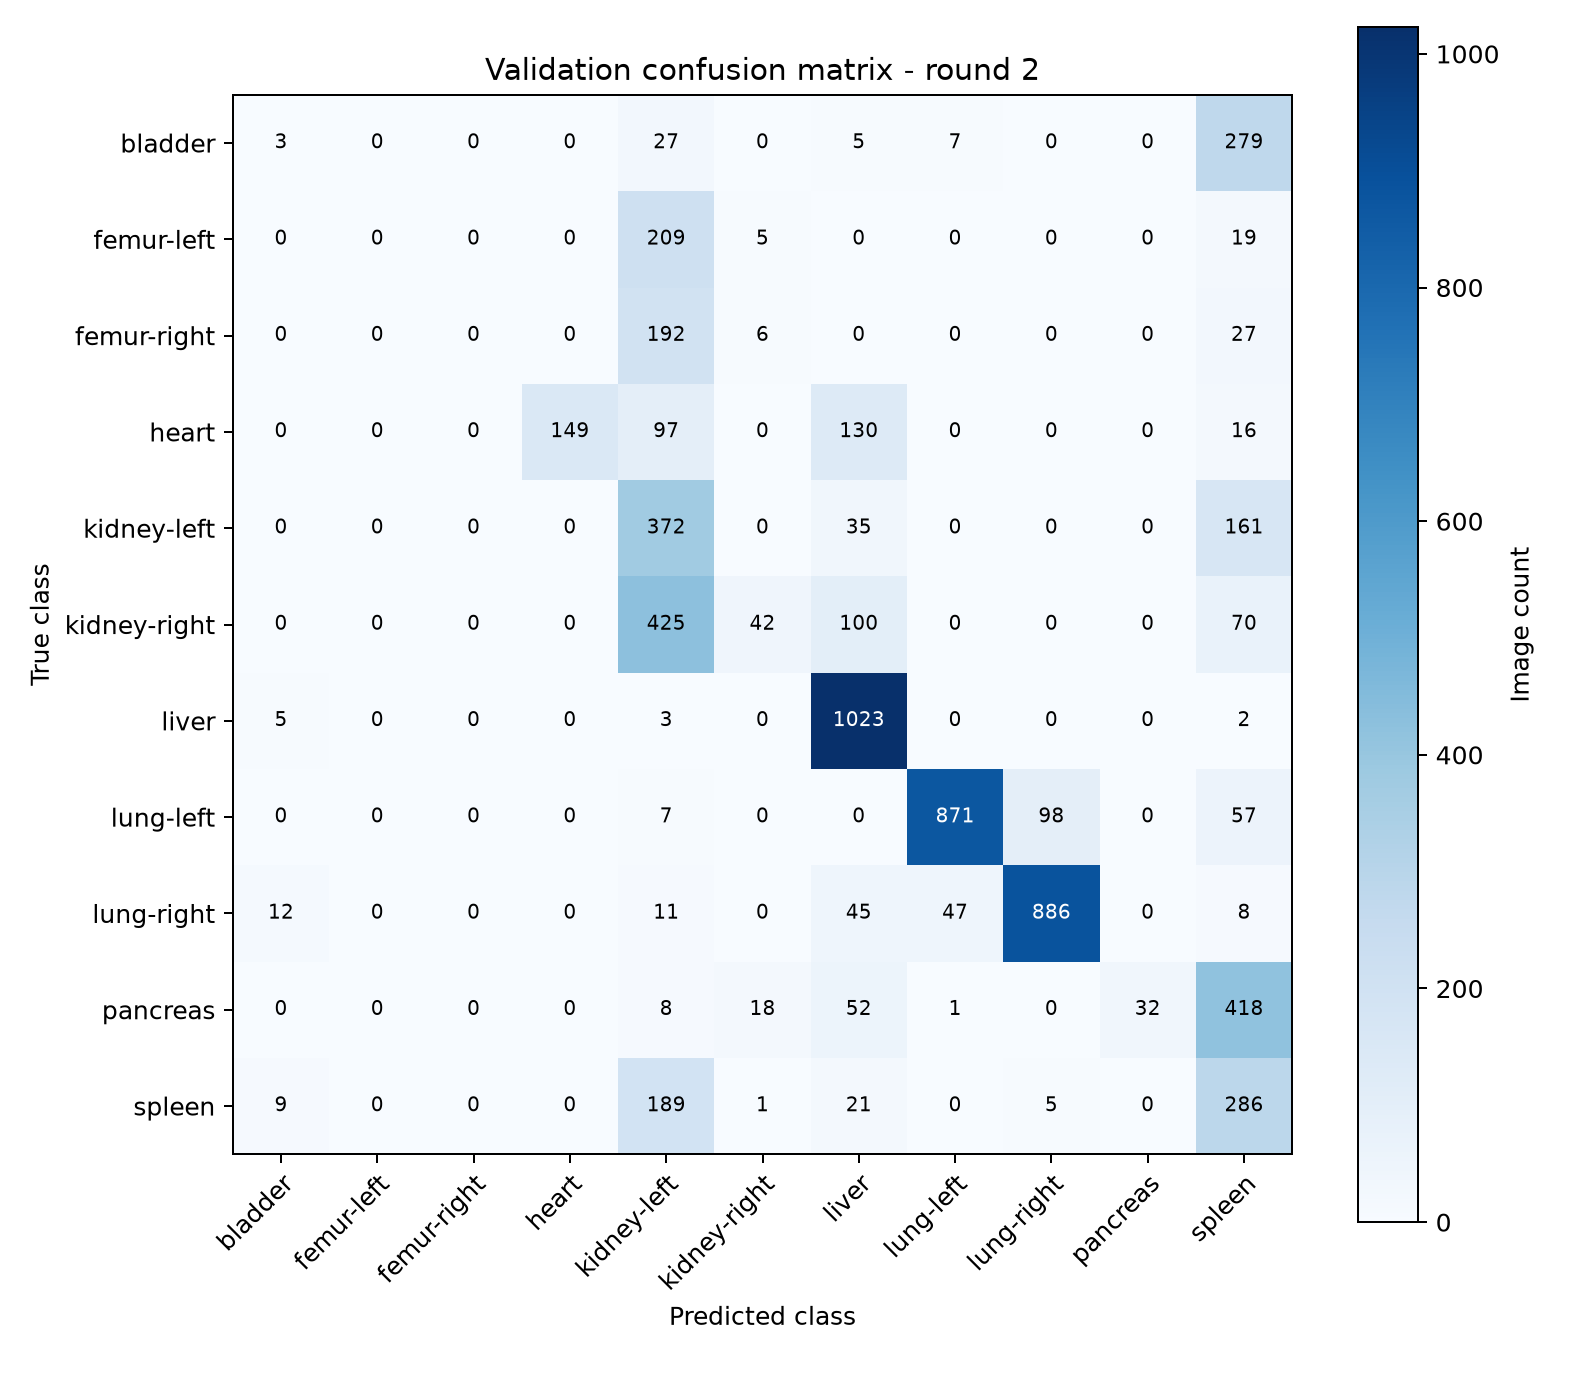 Validation confusion matrix - round 2
bladder 3 0 0 0 27 0 5 7 0 0 279
femur-left 0 0 0 0 209 5 0 0 0 0 19
femur-right 0 0 0 0 192 6 0 0 0 0 27
heart 0 0 0 149 97 0 130 0 0 0 16
kidney-left 0 0 0 0 372 0 35 0 0 0 161
kidney-right 0 0 0 0 425 42 100 0 0 0 70
liver 5 0 0 0 3 0 1023 0 0 0 2
lung-left 0 0 0 0 7 0 0 871 98 0 57
lung-right 12 0 0 0 11 0 45 47 886 0 8
pancreas 0 0 0 0 8 18 52 1 0 32 418
spleen 9 0 0 0 189 1 21 0 5 0 286
bladder femur-left femur-right heart kidney-left kidney-right liver lung-left lung-right pancreas spleen
Predicted class
True class
1000
800
600
400
200
0
Image count